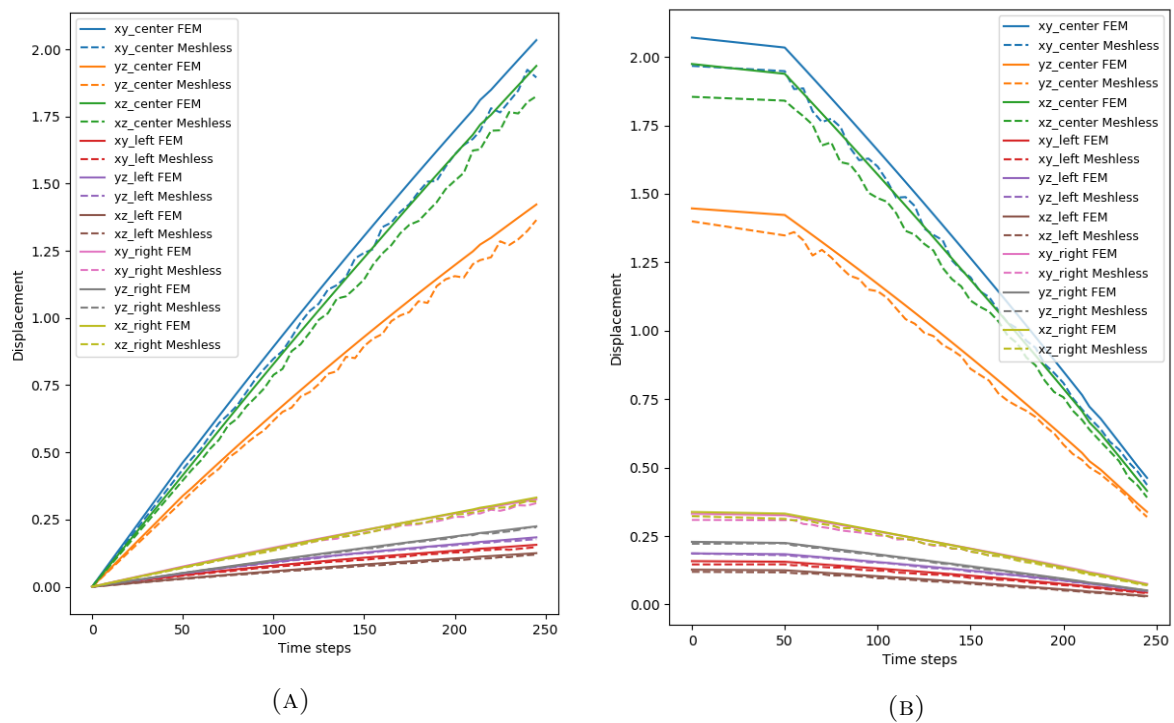 xy_center FEM
xy_center Meshless
yz_center FEM
yz_center Meshless
xz_center FEM
xz_center Meshless
xy_left FEM
xy_left Meshless
yz_left FEM
yz_left Meshless
xz_left FEM
xz_left Meshless
xy_right FEM
xy_right Meshless
yz_right FEM
yz_right Meshless
xz_right FEM
xz_right Meshless
2.00
1.75
1.50
1.25
1.00
0.75
0.50
0.25
0.00
Displacement
0 50 100 150 200 250
Time steps
(A)
xy_center FEM
xy_center Meshless
yz_center FEM
yz_center Meshless
xz_center FEM
xz_center Meshless
xy_left FEM
xy_left Meshless
yz_left FEM
yz_left Meshless
xz_left FEM
xz_left Meshless
xy_right FEM
xy_right Meshless
yz_right FEM
yz_right Meshless
xz_right FEM
xz_right Meshless
2.00
1.75
1.50
1.25
1.00
0.75
0.50
0.25
0.00
Displacement
0 50 100 150 200 250
Time steps
(B)